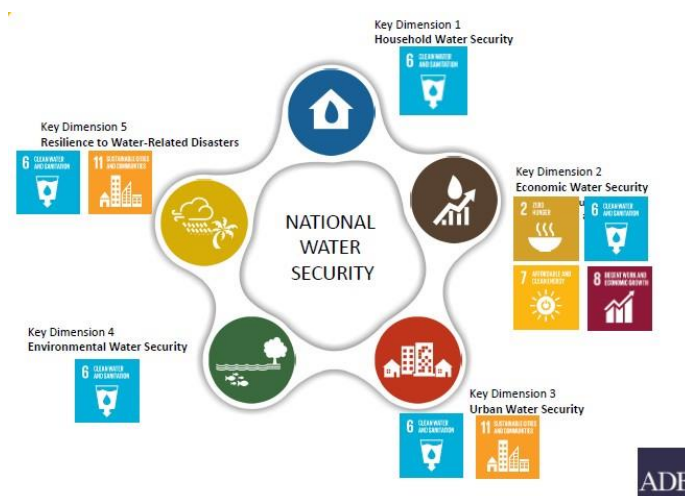 Key Dimension 1
Household Water Security
6 CLEAN WATER
AND SANITATION
Key Dimension 5
Resilience to Water-Related Disasters
6 CLEAN WATER
AND SANITATION
11 SUSTAINABLE CITIES
AND COMMUNITIES
Key Dimension 2
Economic Water Security
2 ZERO
HUNGER
6 CLEAN WATER
AND SANITATION
7 AFFORDABLE AND
CLEAN ENERGY
8 DECENT WORK AND
ECONOMIC GROWTH
NATIONAL
WATER
SECURITY
Key Dimension 4
Environmental Water Security
6 CLEAN WATER
AND SANITATION
Key Dimension 3
Urban Water Security
6 CLEAN WATER
AND SANITATION
11 SUSTAINABLE CITIES
AND COMMUNITIES
ADB